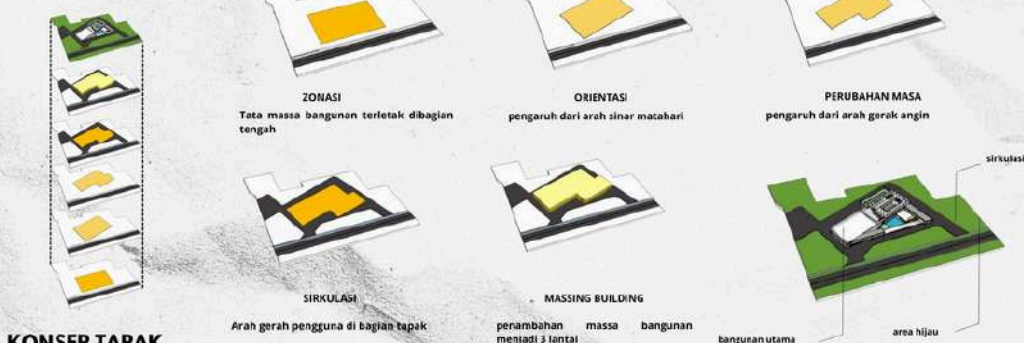 ZONASI
Tata massa bangunan terletak dibagian
tengah
ORIENTASI
pengaruh dari arah sinar matahari
PERUBAHAN MASA
pengaruh dari arah gerak angin
sirkulasi
SIRKULASI
Arah gerah pengguna di bagian tapak
MASSING BUILDING
penambahan massa bangunan
menjadi 3 lantai
bangunan utama
area hijau
KONSEP TAPAK